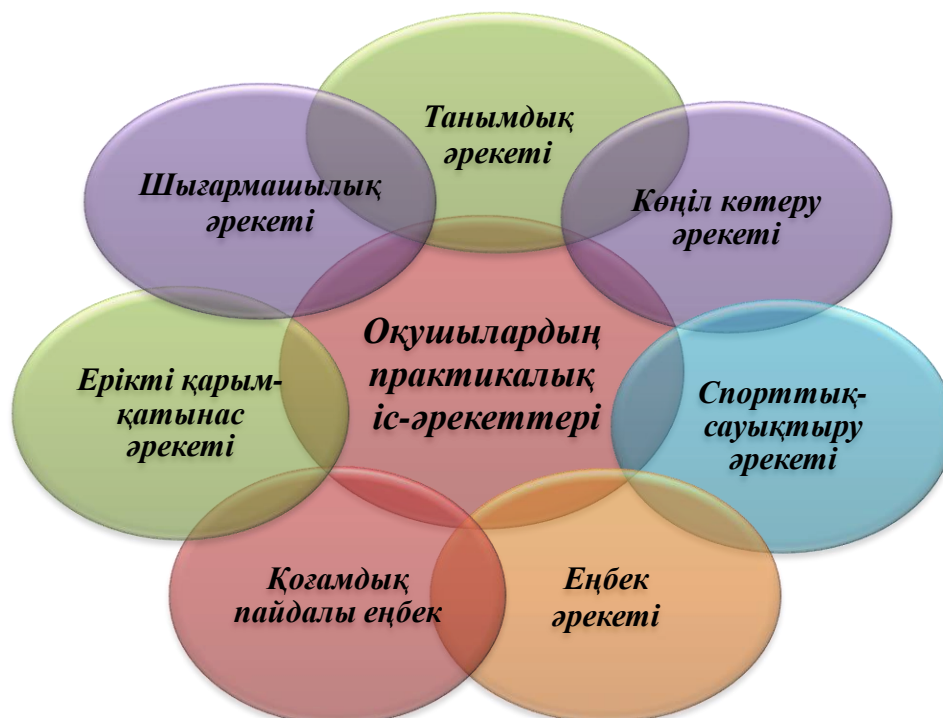 Танымдық
әрекеті
Шығармашылық
әрекеті
Көңіл көтеру
әрекеті
Оқушылардың
практикалық
іс-әрекеттері
Ерікті қарым-
қатынас
әрекеті
Спорттық-
сауықтыру
әрекеті
Қоғамдық
пайдалы еңбек
Еңбек
әрекеті